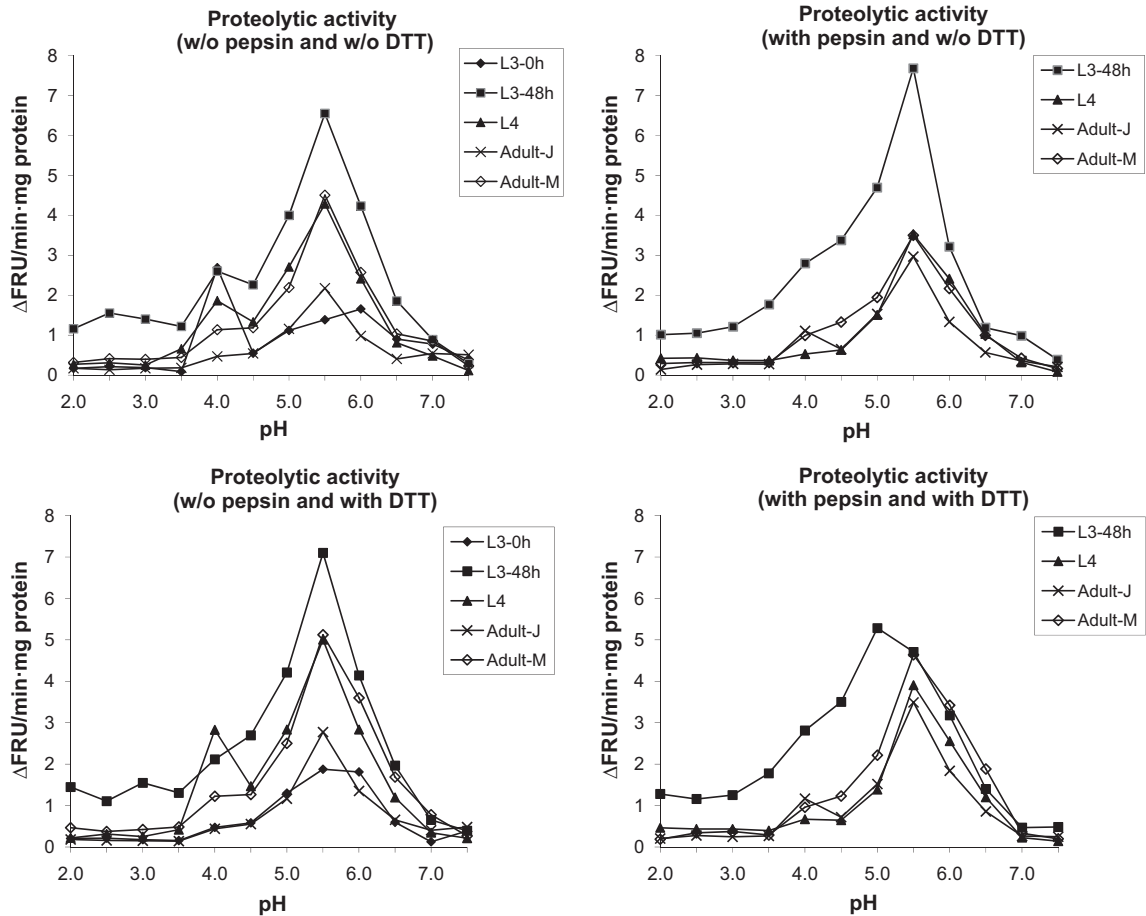 Proteolytic activity
(w/o pepsin and w/o DTT)
ΔFRU/min·mg protein
8
7
6
5
4
3
2
1
0
2.0 3.0 4.0 5.0 6.0 7.0
pH
L3-0h
L3-48h
L4
Adult-J
Adult-M
Proteolytic activity
(with pepsin and w/o DTT)
ΔFRU/min·mg protein
8
7
6
5
4
3
2
1
0
2.0 3.0 4.0 5.0 6.0 7.0
pH
L3-48h
L4
Adult-J
Adult-M
Proteolytic activity
(w/o pepsin and with DTT)
ΔFRU/min·mg protein
8
7
6
5
4
3
2
1
0
2.0 3.0 4.0 5.0 6.0 7.0
pH
L3-0h
L3-48h
L4
Adult-J
Adult-M
Proteolytic activity
(with pepsin and with DTT)
ΔFRU/min·mg protein
8
7
6
5
4
3
2
1
0
2.0 3.0 4.0 5.0 6.0 7.0
pH
L3-48h
L4
Adult-J
Adult-M